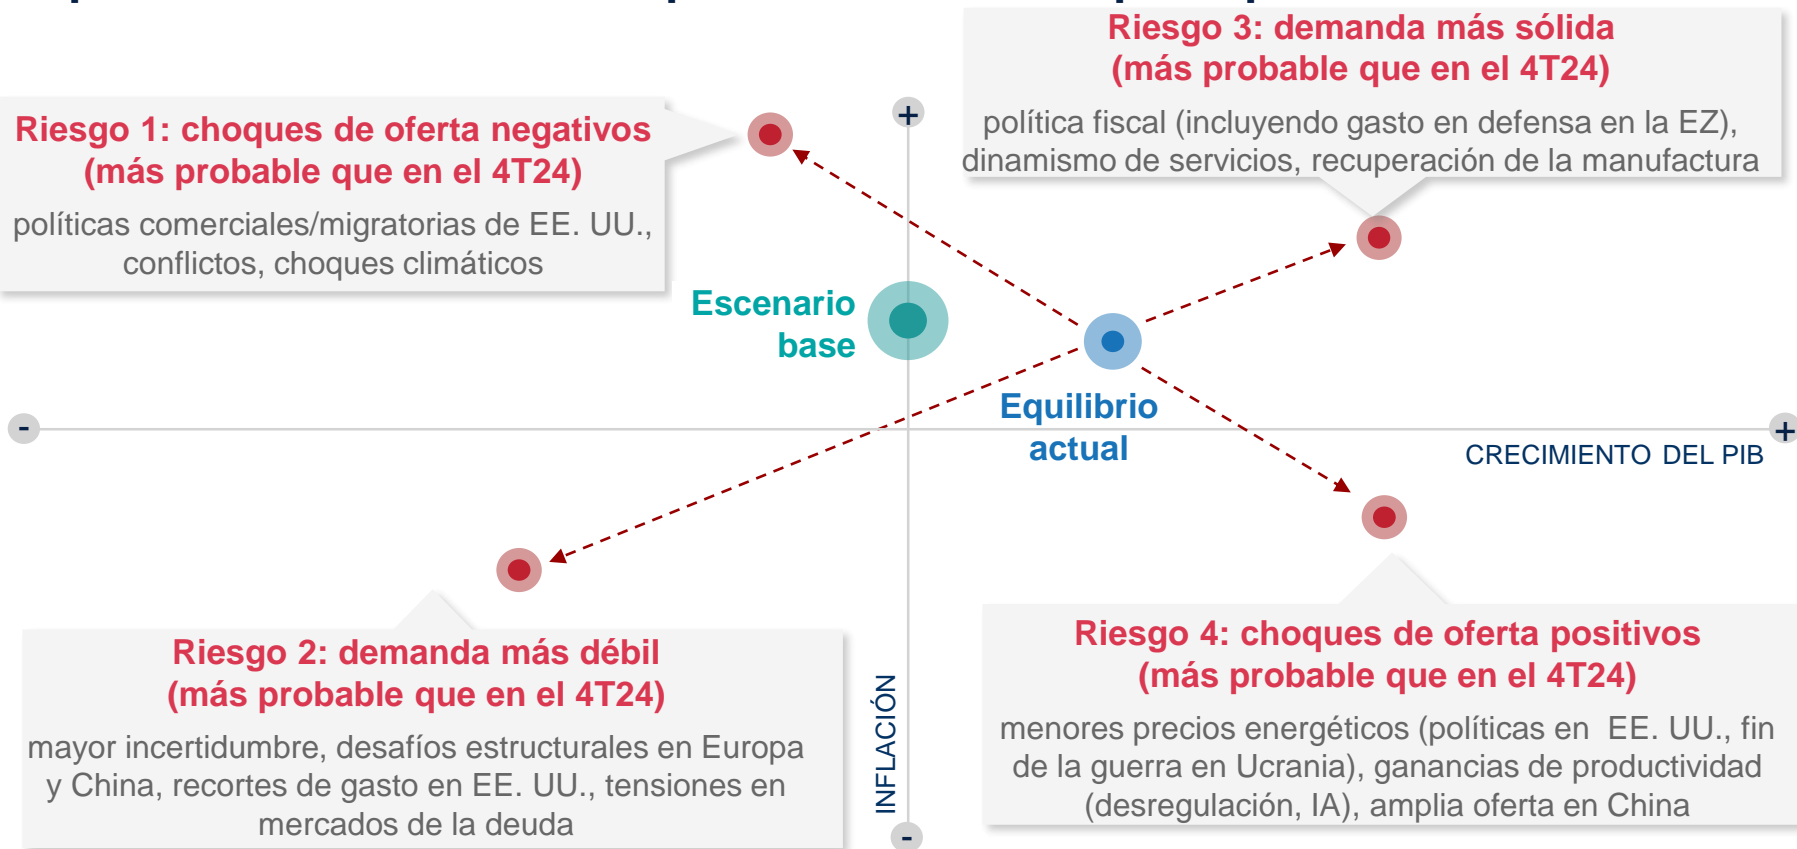 Riesgo 3: demanda más sólida
(más probable que en el 4T24)
política fiscal (incluyendo gasto en defensa en la EZ),
dinamismo de servicios, recuperación de la manufactura
Riesgo 1: choques de oferta negativos
(más probable que en el 4T24)
políticas comerciales/migratorias de EE. UU.,
conflictos, choques climáticos
+
Escenario
base
Equilibrio
actual
-
+
CRECIMIENTO DEL PIB
Riesgo 2: demanda más débil
(más probable que en el 4T24)
mayor incertidumbre, desafíos estructurales en Europa
y China, recortes de gasto en EE. UU., tensiones en
mercados de la deuda
INFLACIÓN
-
Riesgo 4: choques de oferta positivos
(más probable que en el 4T24)
menores precios energéticos (políticas en EE. UU., fin
de la guerra en Ucrania), ganancias de productividad
(desregulación, IA), amplia oferta en China